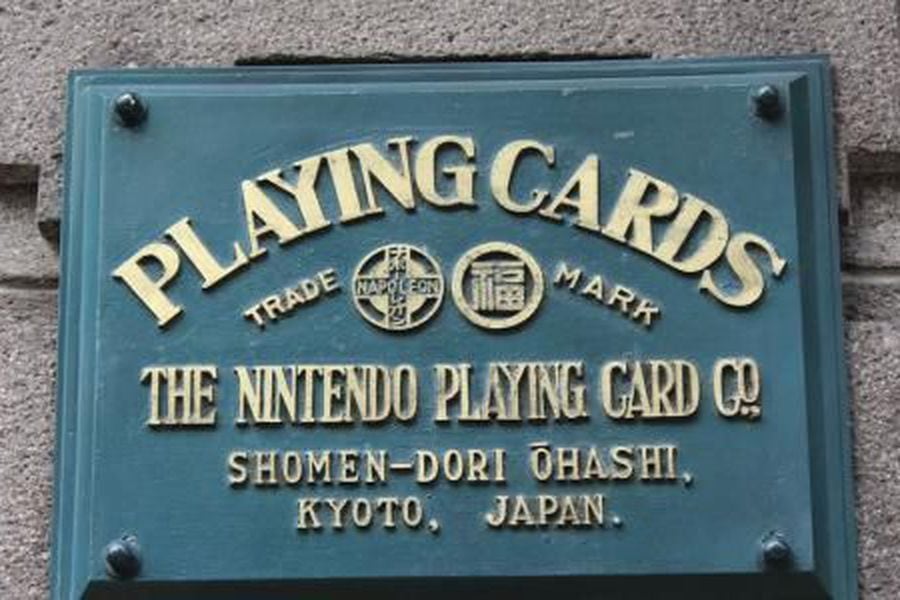 PLAYING CARDS
TRADE NAPOLEON 福 MARK
THE NINTENDO PLAYING CARD CO.,
SHOMEN-DORI ŌHASHI,
KYOTO, JAPAN.